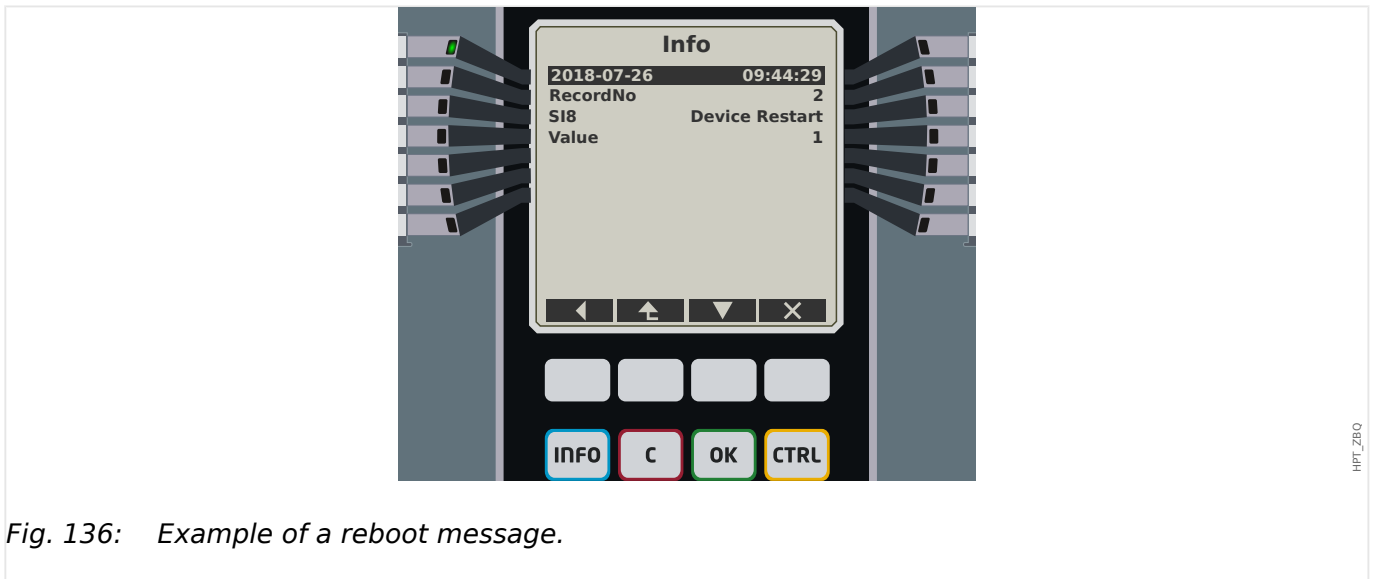 Info
2018-07-26 09:44:29
RecordNo 2
SI8 Device Restart
Value 1
INFO C OK CTRL
HPT_ZBQ
Fig. 136: Example of a reboot message.